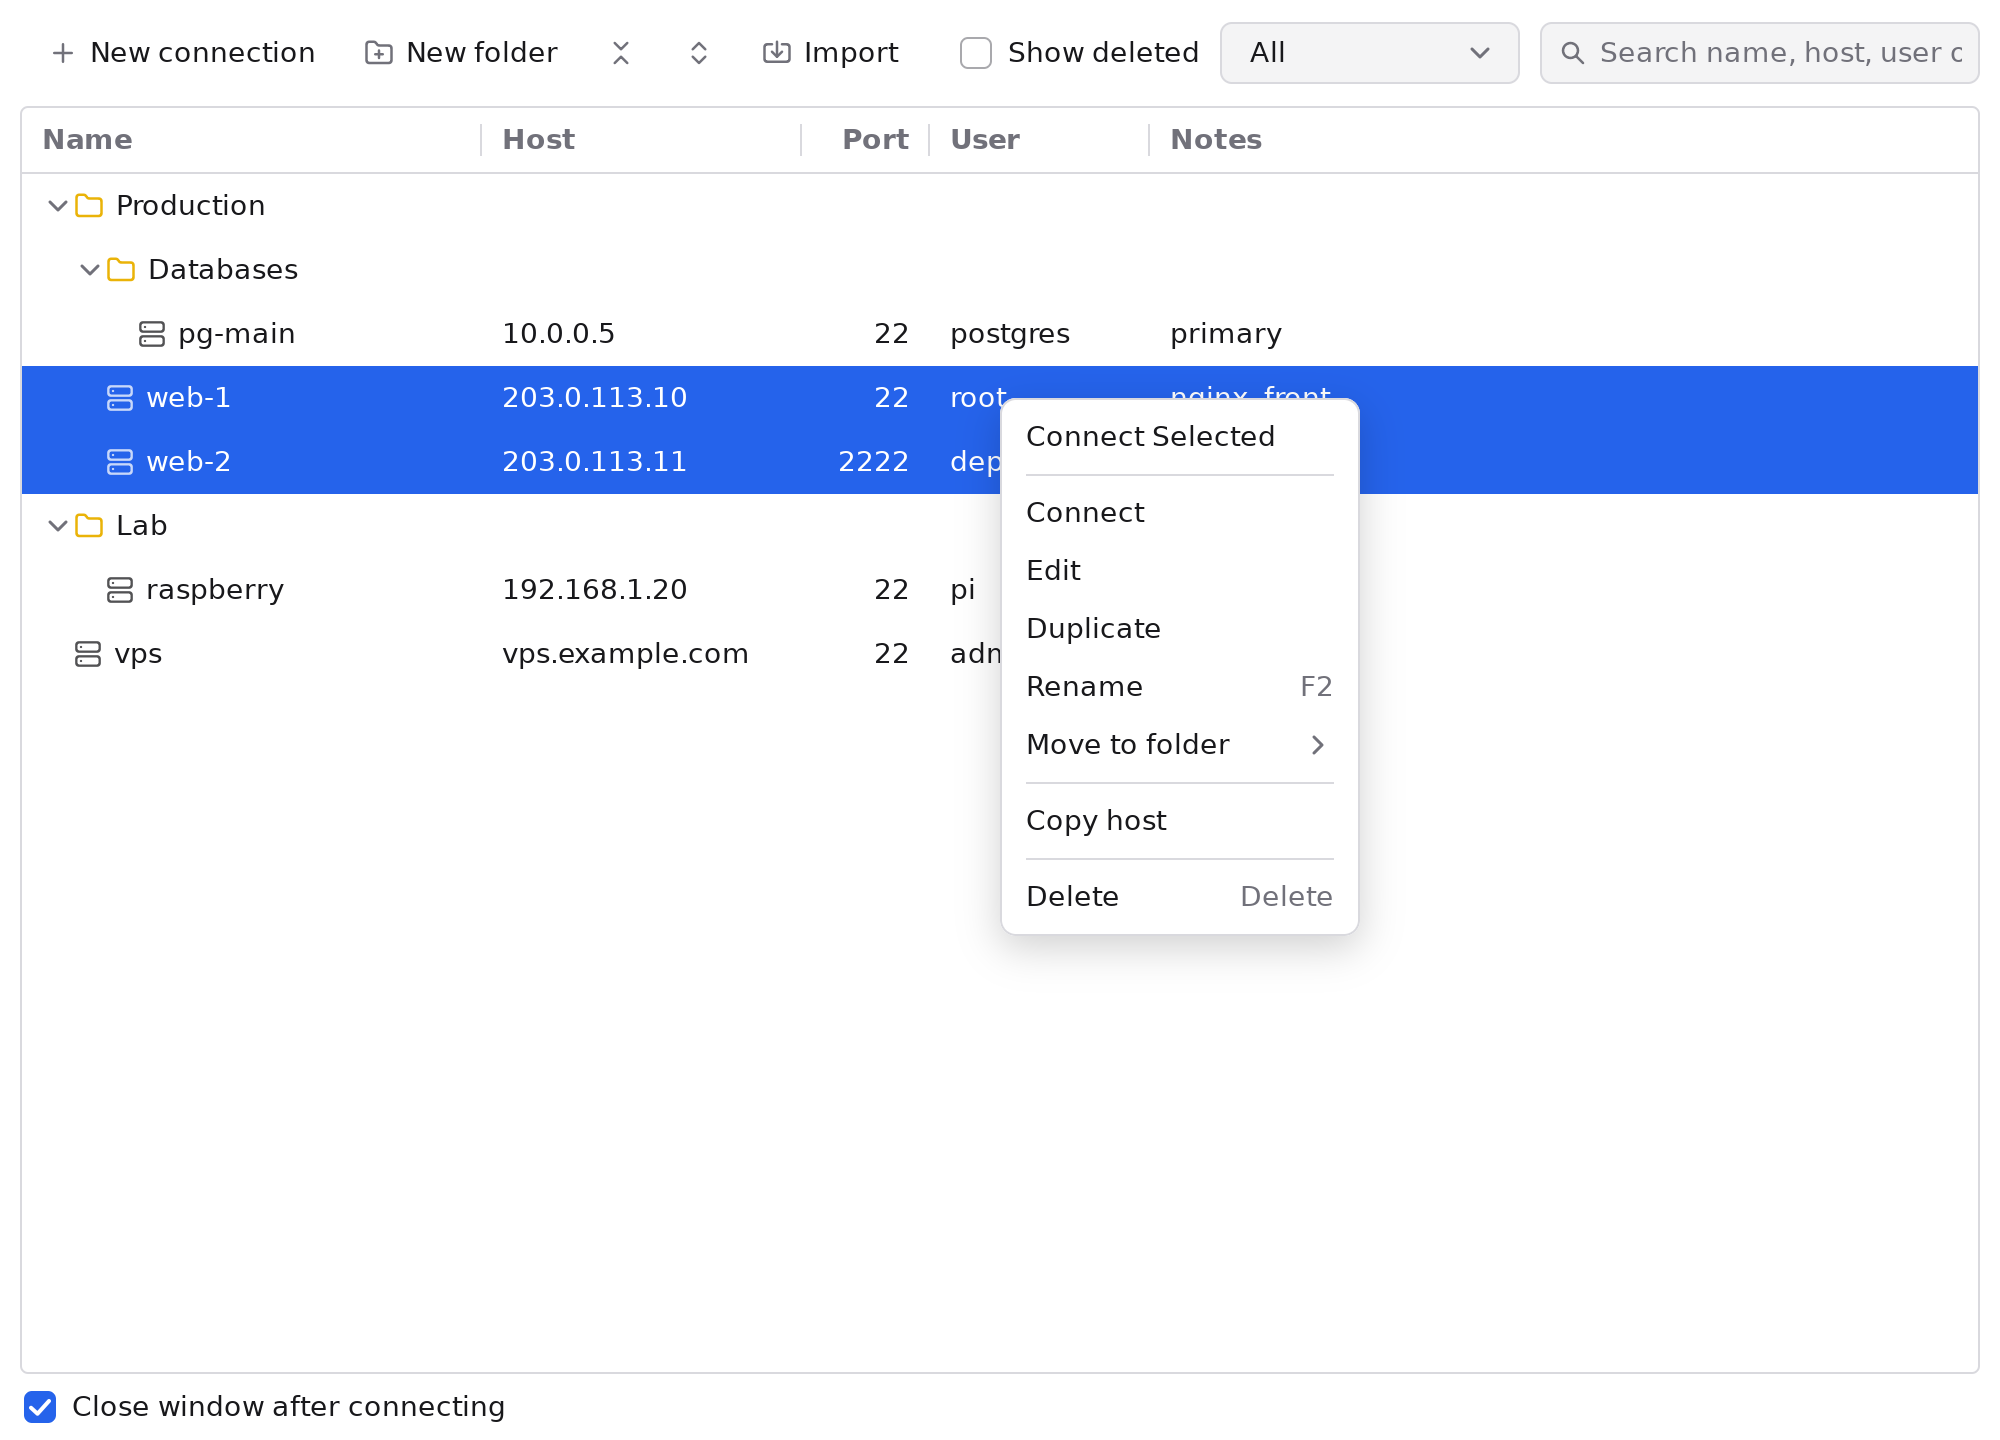 New connection New folder Import Show deleted All Search name, host, user
Name Host Port User Notes
Production
Databases
pg-main 10.0.0.5 22 postgres primary
web-1 203.0.113.10 22 root nginx, front
web-2 203.0.113.11 2222
Connect Selected
Connect
Lab
Edit
raspberry 192.168.1.20 22 pi
Duplicate
vps vps.example.com 22
Rename F2
Move to folder
Copy host
Delete Delete
Close window after connecting